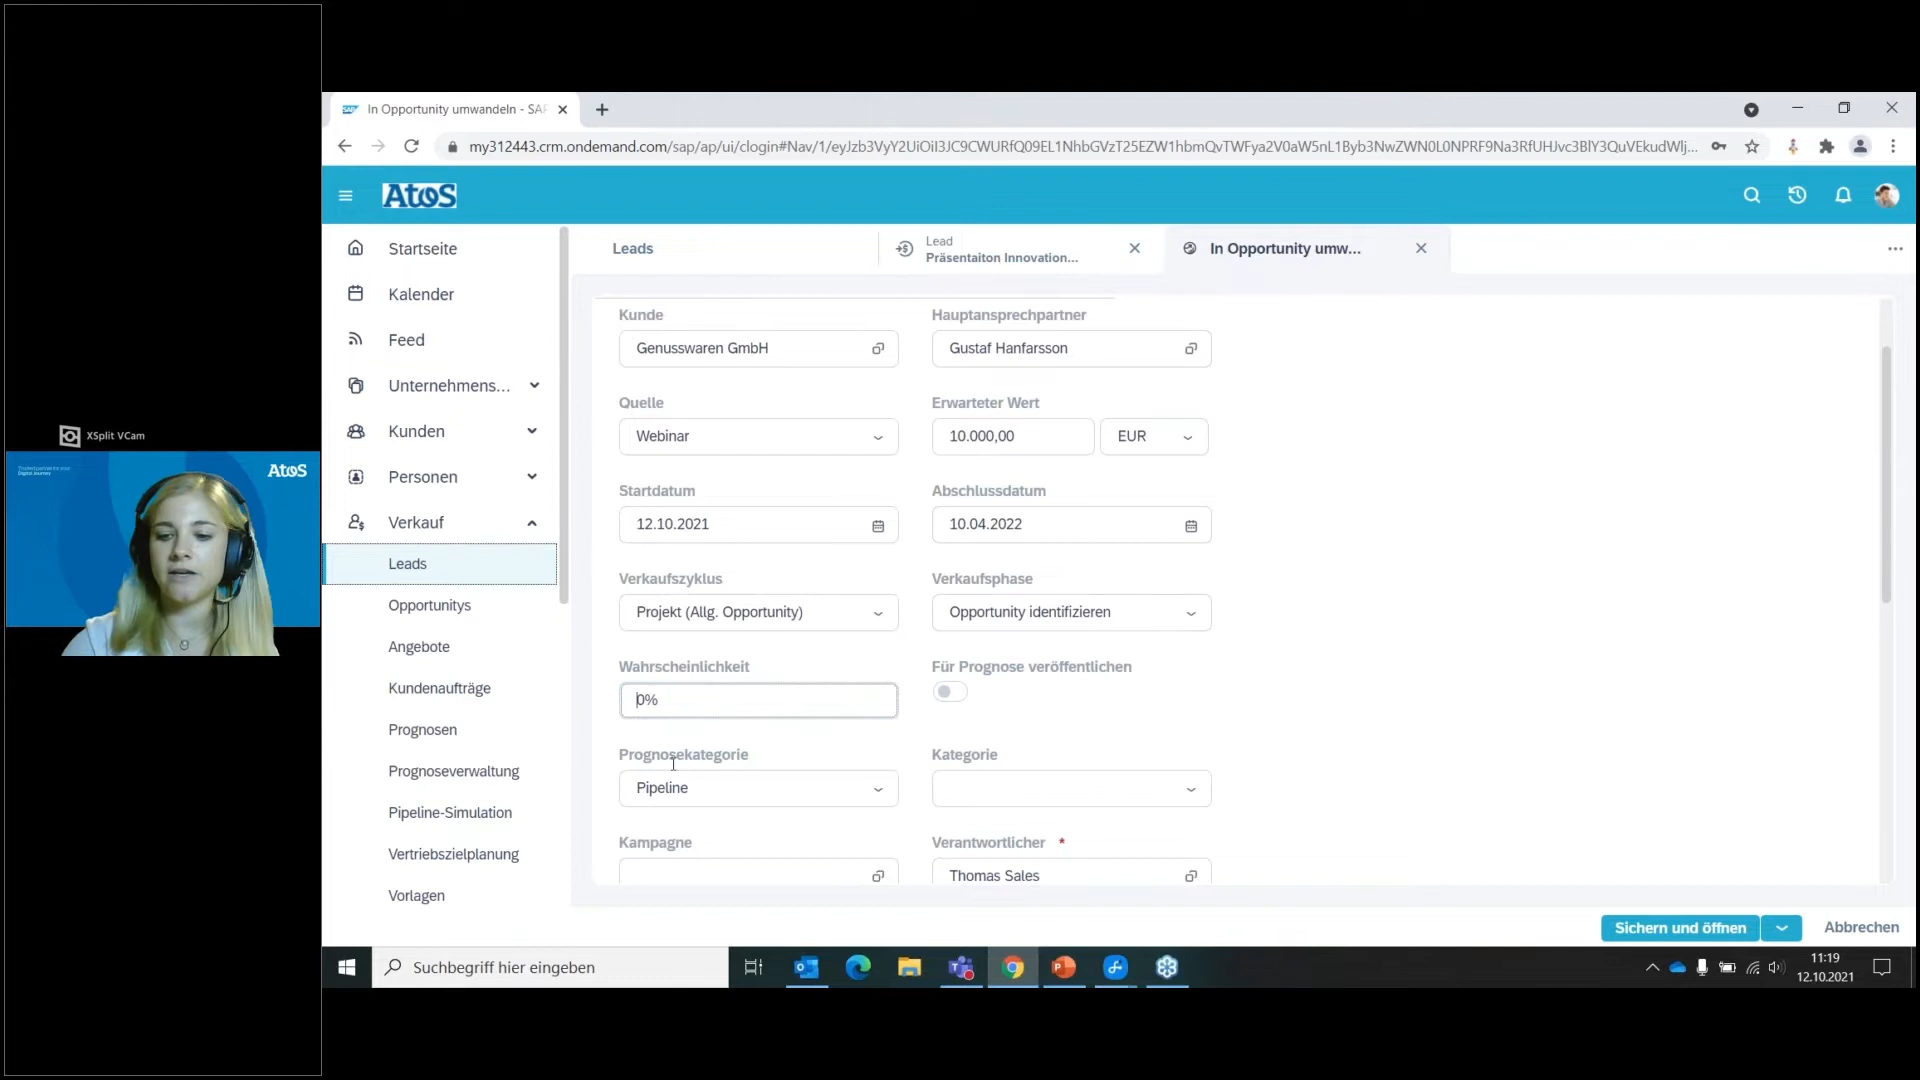 In Opportunity umwandeln - SA
my312443.crm.ondemand.com/sap/ap/ui/clogin#Nav/1/eyJzb3VyY2UiOiI3JC9CWURfQ09EL1NhbGVzT25EZW1hbmQvTWFya2V0aW5nL1Byb3NwZWN0L0NPRF9Na3RfUHJvc3BlY3QuVEkudWlj...
Atos
Startseite
Kalender
Feed
Unternehmens...
Kunden
Personen
Verkauf
Leads
Opportunitys
Angebote
Kundenaufträge
Prognosen
Prognoseverwaltung
Pipeline-Simulation
Vertriebszielplanung
Vorlagen
Leads
Lead
Präsentaiton Innovation...
In Opportunity umw...
Kunde
Genusswaren GmbH
Hauptansprechpartner
Gustaf Hanfarsson
Quelle
Webinar
Erwarteter Wert
10.000,00 EUR
Startdatum
12.10.2021
Abschlussdatum
10.04.2022
Verkaufszyklus
Projekt (Allg. Opportunity)
Verkaufsphase
Opportunity identifizieren
Wahrscheinlichkeit
0%
Für Prognose veröffentlichen
Prognosekategorie
Pipeline
Kategorie
Kampagne
Verantwortlicher *
Thomas Sales
Sichern und öffnen
Abbrechen
Suchbegriff hier eingeben
11:19
12.10.2021
XSplit VCam
Atos